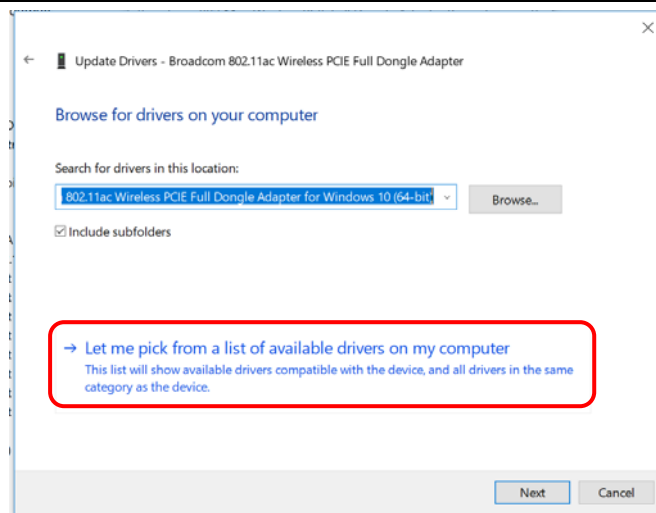 Update Drivers - Broadcom 802.11ac Wireless PCIE Full Dongle Adapter
Browse for drivers on your computer
Search for drivers in this location:
802.11ac Wireless PCIE Full Dongle Adapter for Windows 10 (64-bit)
Browse...
Include subfolders
Let me pick from a list of available drivers on my computer
This list will show available drivers compatible with the device, and all drivers in the same
category as the device.
Next
Cancel